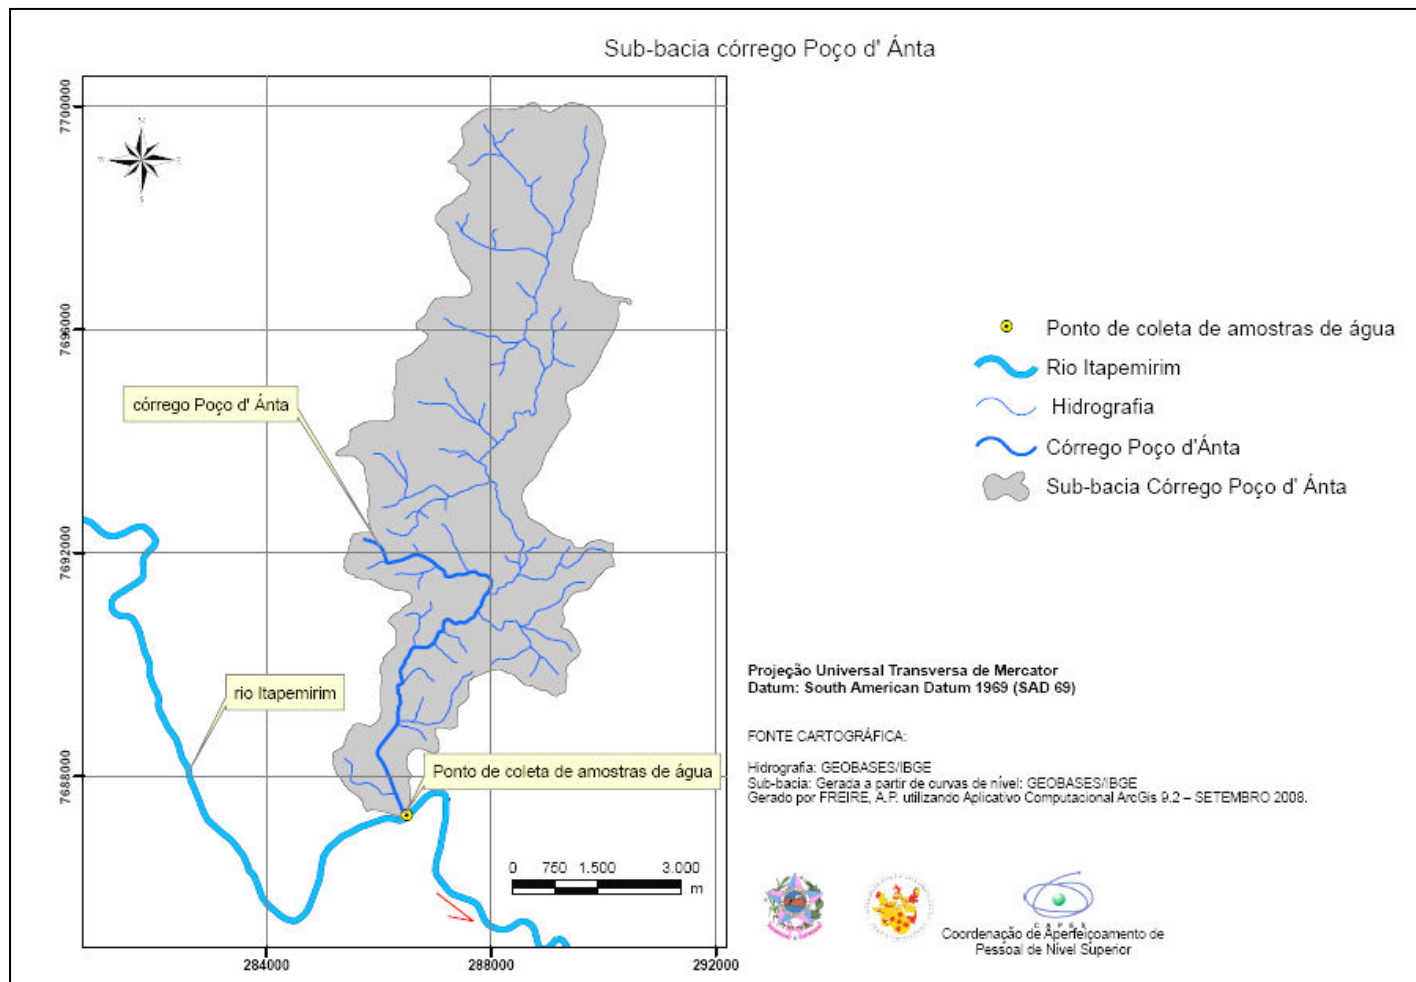 Sub-bacia córrego Poço d' Ánta
7700000
7696000
7692000
7688000
N
W
E
S
córrego Poço d' Ánta
rio Itapemirim
Ponto de coleta de amostras de água
0 750 1.500 3.000
m
284000
288000
292000
Ponto de coleta de amostras de água
Rio Itapemirim
Hidrografia
Córrego Poço d'Ánta
Sub-bacia Córrego Poço d' Ánta
Projeção Universal Transversa de Mercator
Datum: South American Datum 1969 (SAD 69)
FONTE CARTOGRÁFICA:
Hidrografia: GEOBASES/IBGE
Sub-bacia: Gerada a partir de curvas de nível: GEOBASES/IBGE
Gerado por FREIRE, A.P. utilizando Aplicativo Computacional ArcGis 9.2 – SETEMBRO 2008.
C A P E S
Coordenação de Aperfeiçoamento de
Pessoal de Nível Superior